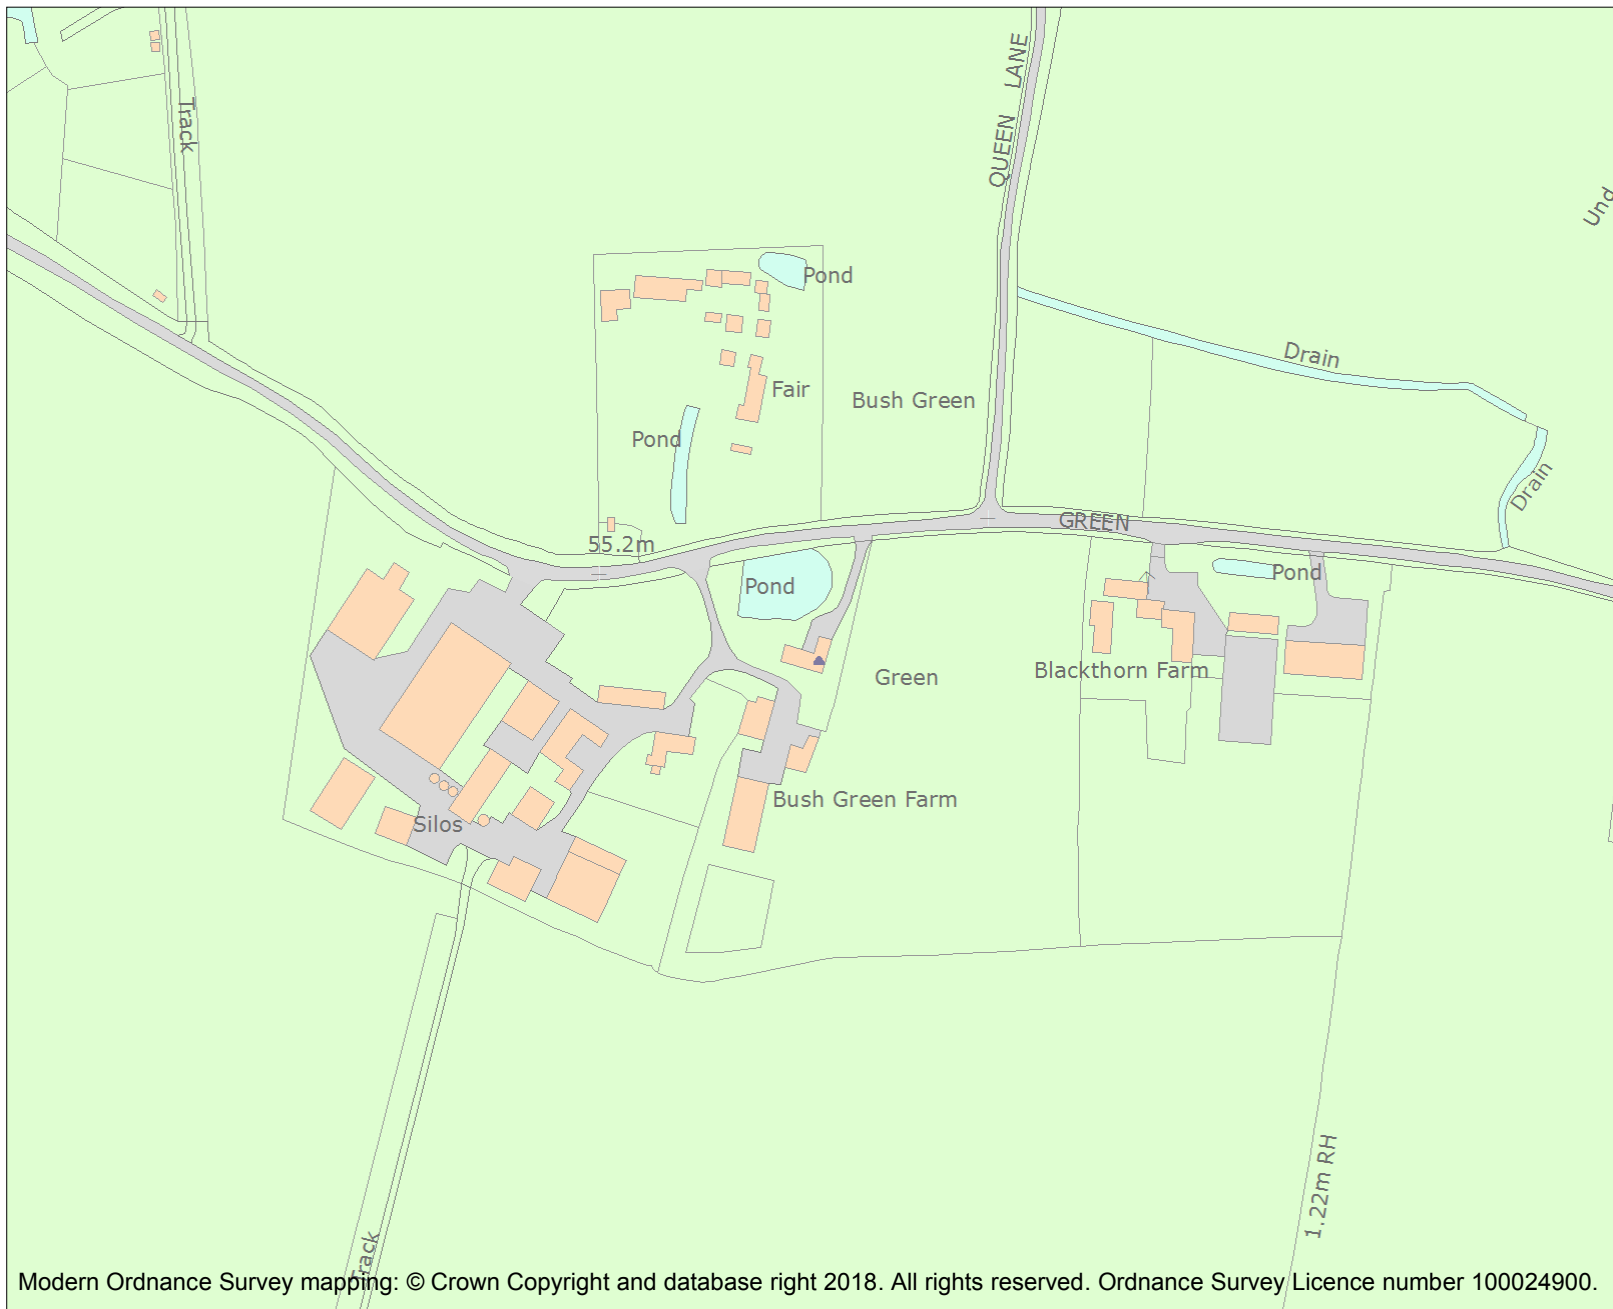 QUEEN LANE
Track
Und
Pond
Drain
Fair
Bush Green
Pond
Drain
GREEN
55.2m
Pond
Pond
Green
Blackthorn Farm
Bush Green Farm
Silos
1.22m RH
Track
Modern Ordnance Survey mapping: © Crown Copyright and database right 2018. All rights reserved. Ordnance Survey Licence number 100024900.